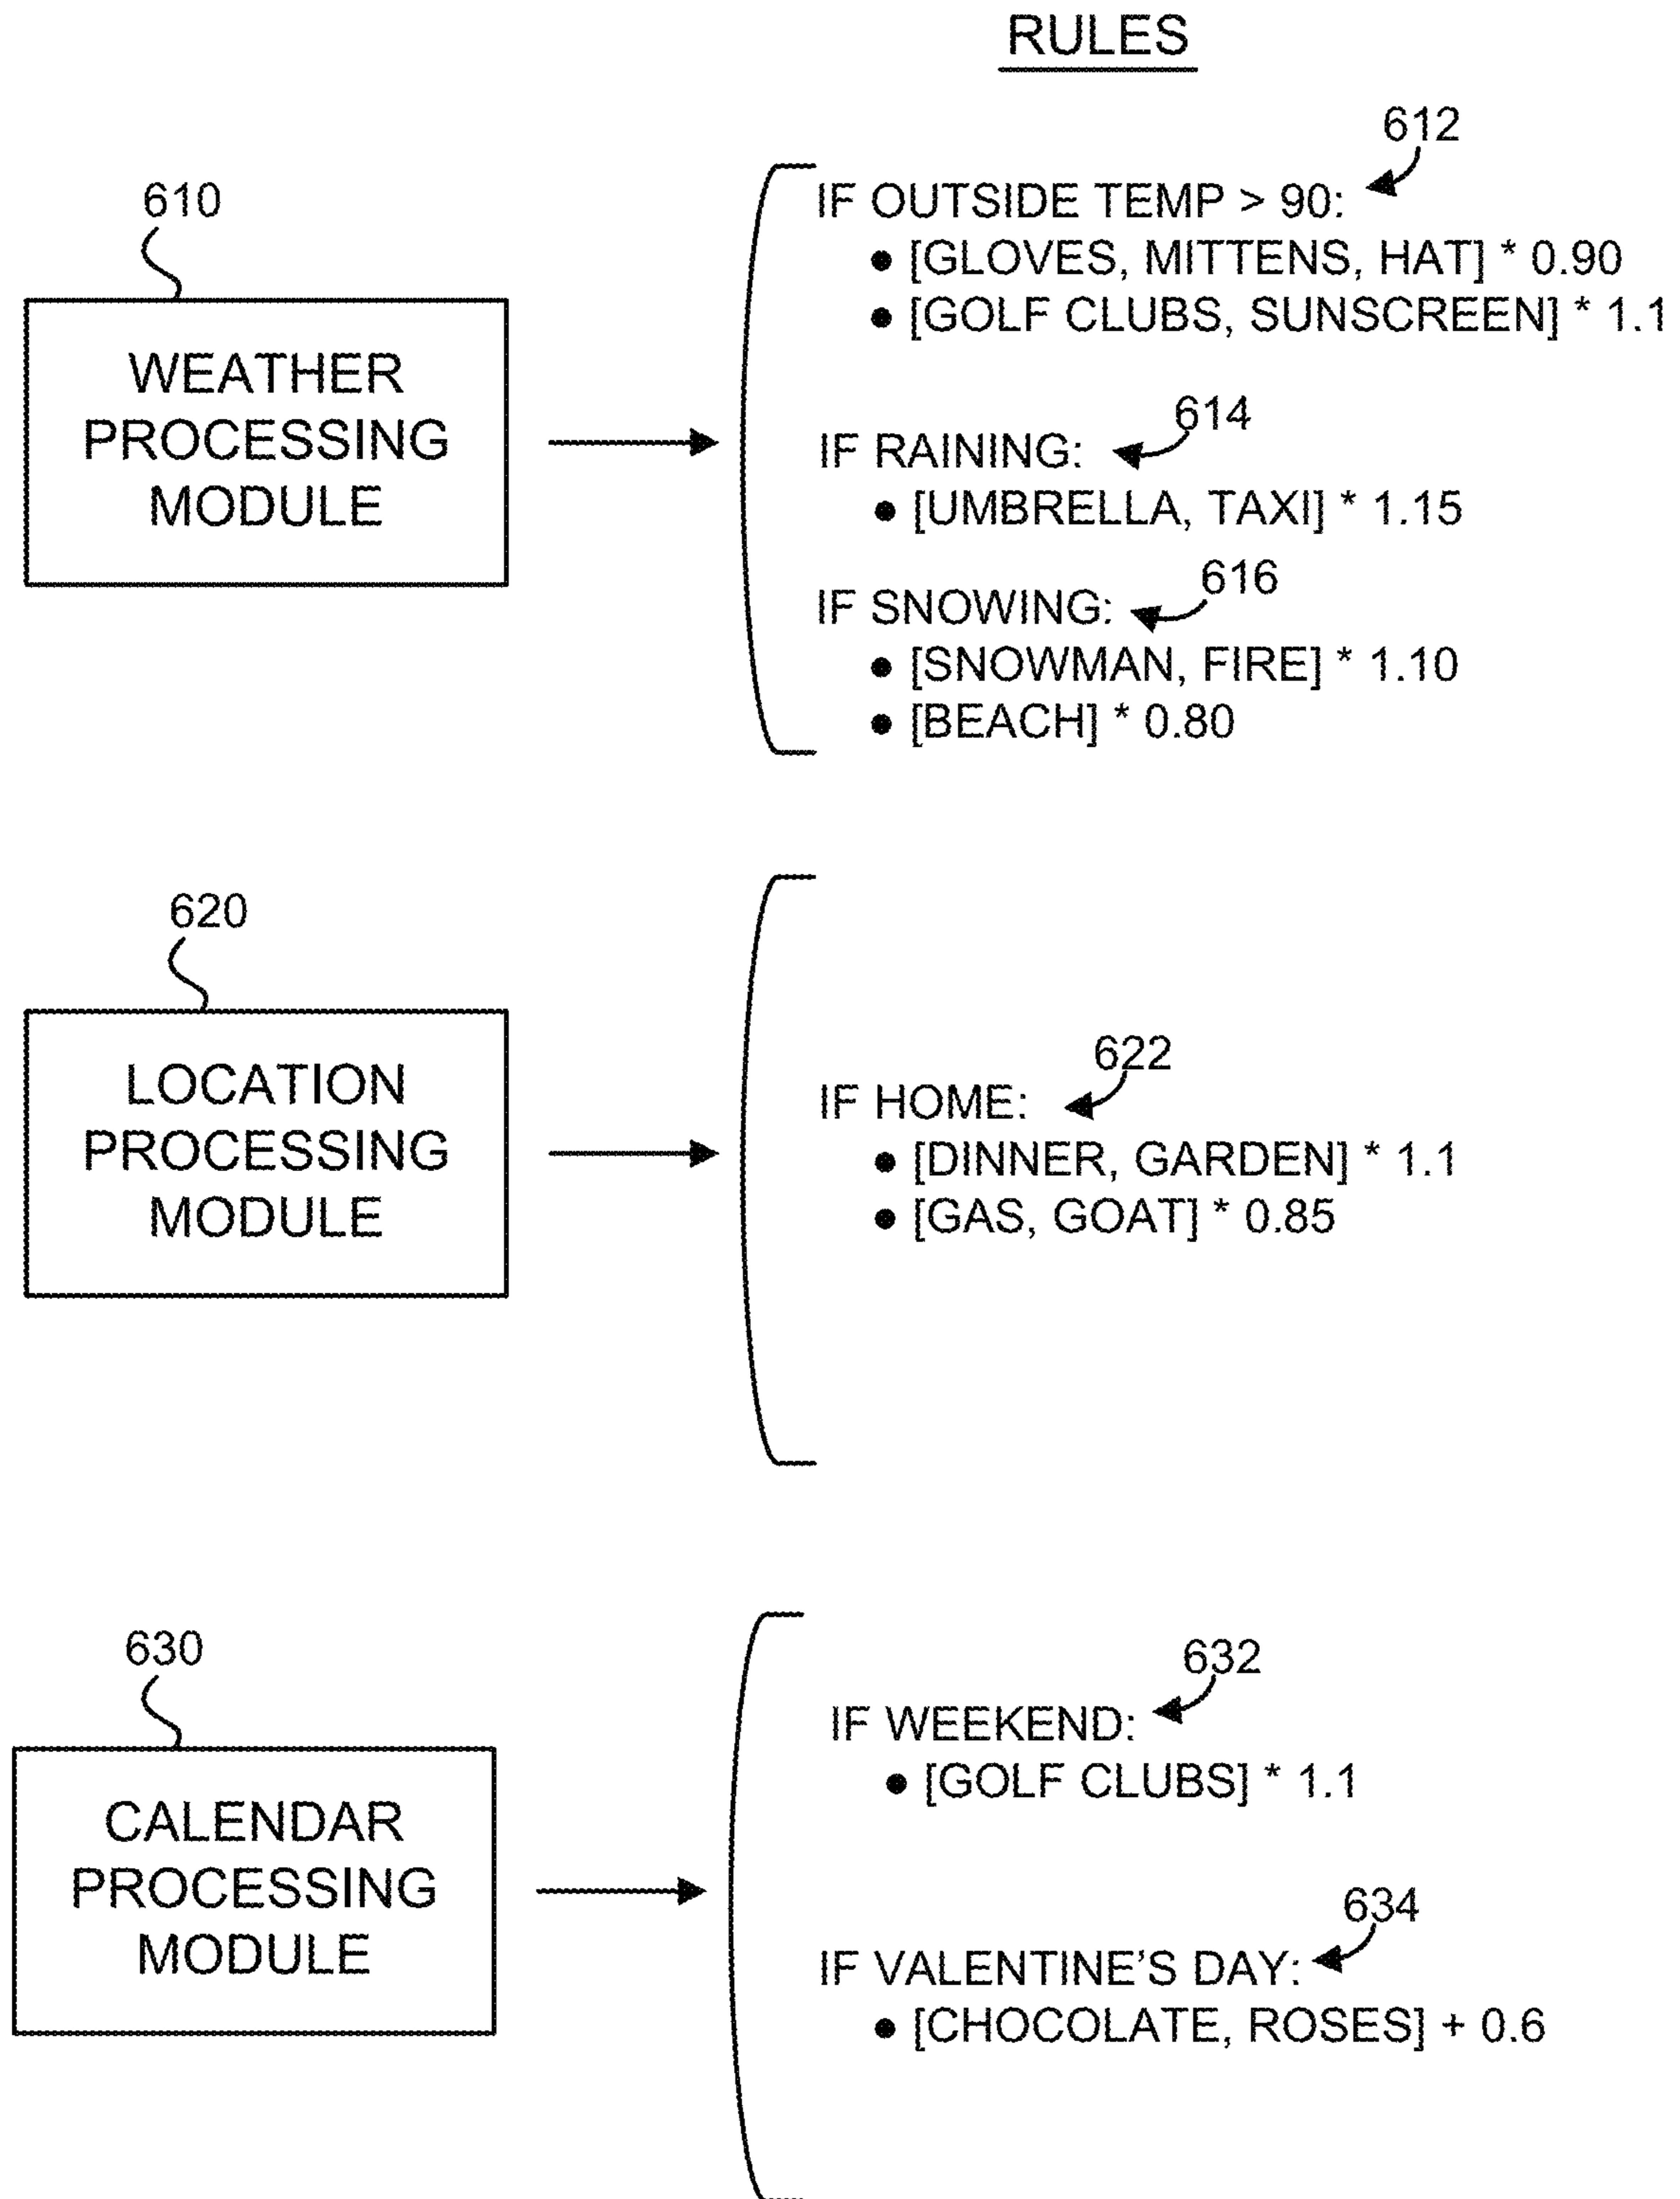 RULES
610
WEATHER
PROCESSING
MODULE
612
IF OUTSIDE TEMP > 90:
• [GLOVES, MITTENS, HAT] * 0.90
• [GOLF CLUBS, SUNSCREEN] * 1.1
614
IF RAINING:
• [UMBRELLA, TAXI] * 1.15
616
IF SNOWING:
• [SNOWMAN, FIRE] * 1.10
• [BEACH] * 0.80
620
LOCATION
PROCESSING
MODULE
622
IF HOME:
• [DINNER, GARDEN] * 1.1
• [GAS, GOAT] * 0.85
630
CALENDAR
PROCESSING
MODULE
632
IF WEEKEND:
• [GOLF CLUBS] * 1.1
634
IF VALENTINE'S DAY:
• [CHOCOLATE, ROSES] + 0.6